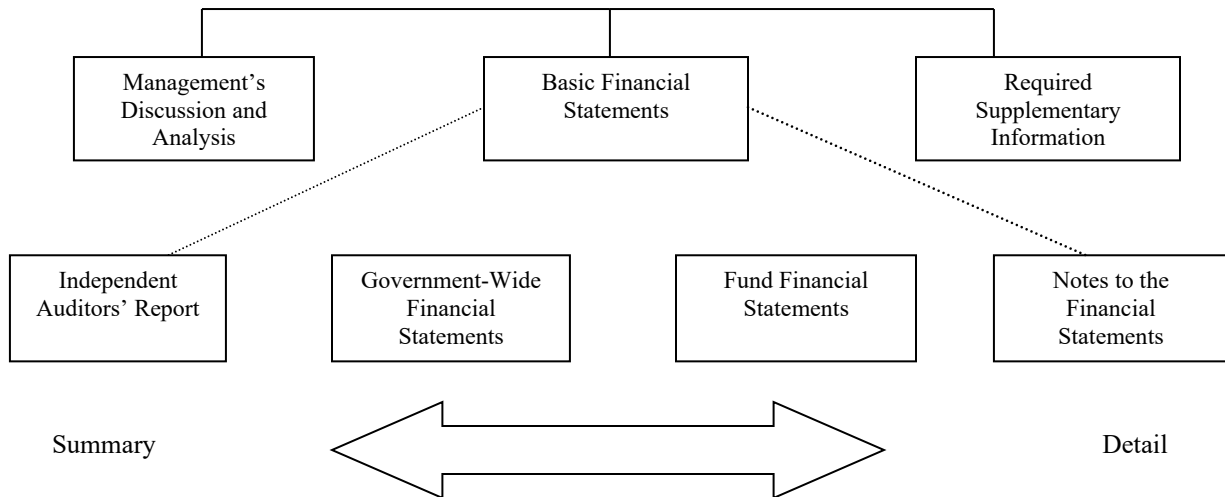 Management’s
Discussion and
Analysis
Basic Financial
Statements
Required
Supplementary
Information
Independent
Auditors’ Report
Government-Wide
Financial
Statements
Fund Financial
Statements
Notes to the
Financial
Statements
Summary
Detail